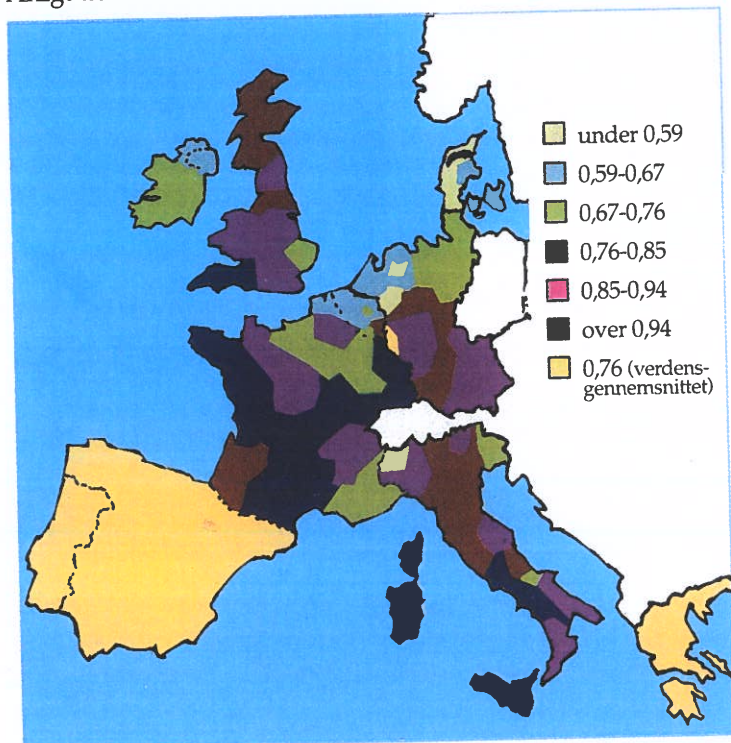 under 0,59
0,59-0,67
0,67-0,76
0,76-0,85
0,85-0,94
over 0,94
0,76 (verdens-
gennemsnittet)